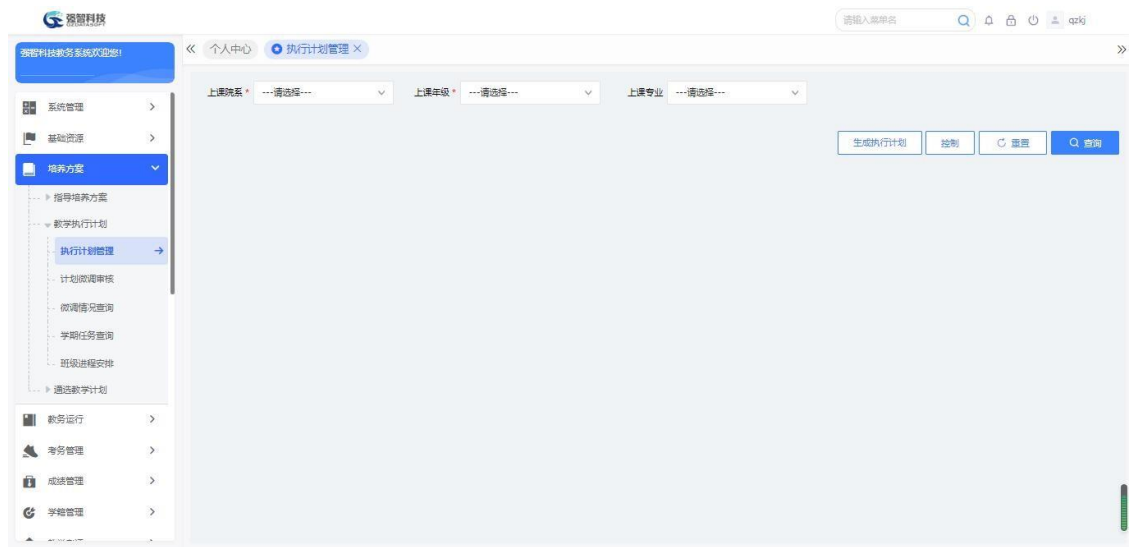 强智科技
QZDATASOFT
请输入菜单名
qzkj
强智科技教务系统欢迎您!
个人中心
执行计划管理
系统管理
基础资源
培养方案
指导培养方案
教学执行计划
执行计划管理
计划微调审核
微调情况查询
学期任务查询
班级进程安排
通选教学计划
教务运行
考务管理
成绩管理
学籍管理
上课院系 * ---请选择---
上课年级 * ---请选择---
上课专业 ---请选择---
生成执行计划
控制
重置
查询